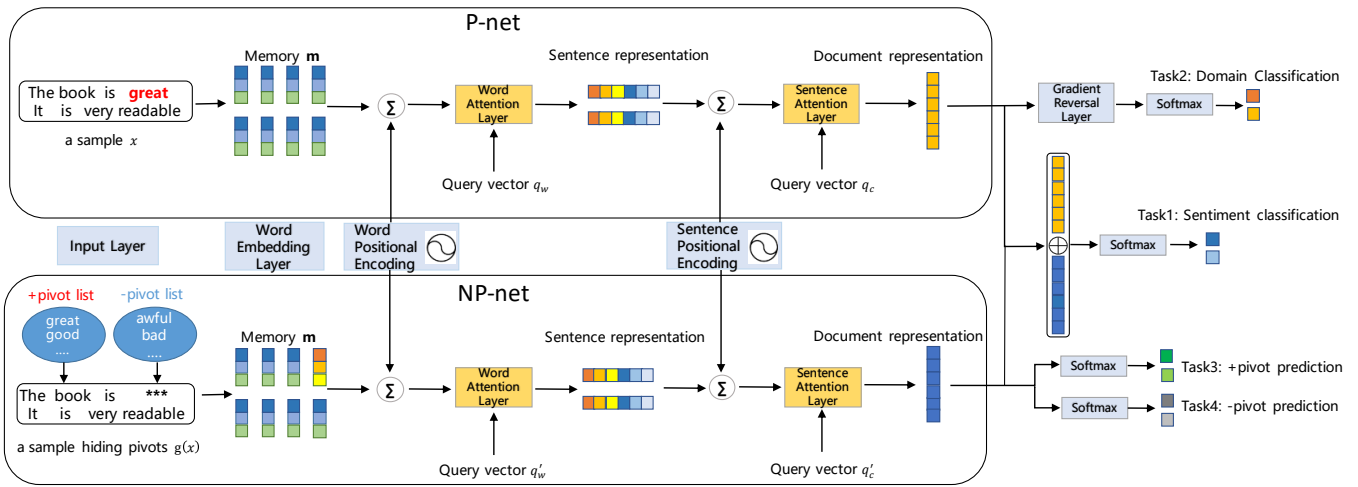 P-net
Memory m
Sentence representation
Document representation
The book is great
It is very readable
a sample x
Σ
Word
Attention
Layer
Query vector q_w
Σ
Sentence
Attention
Layer
Query vector q_c
Gradient
Reversal
Layer
Softmax
Task2: Domain Classification
Input Layer
Word
Embedding
Layer
Word
Positional
Encoding
Sentence
Positional
Encoding
Softmax
Task1: Sentiment classification
NP-net
+pivot list
-pivot list
great
good
....
awful
bad
....
Memory m
Sentence representation
Document representation
The book is ***
It is very readable
a sample hiding pivots g(x)
Σ
Word
Attention
Layer
Query vector q′_w
Σ
Sentence
Attention
Layer
Query vector q′_c
Softmax
Task3: +pivot prediction
Softmax
Task4: -pivot prediction